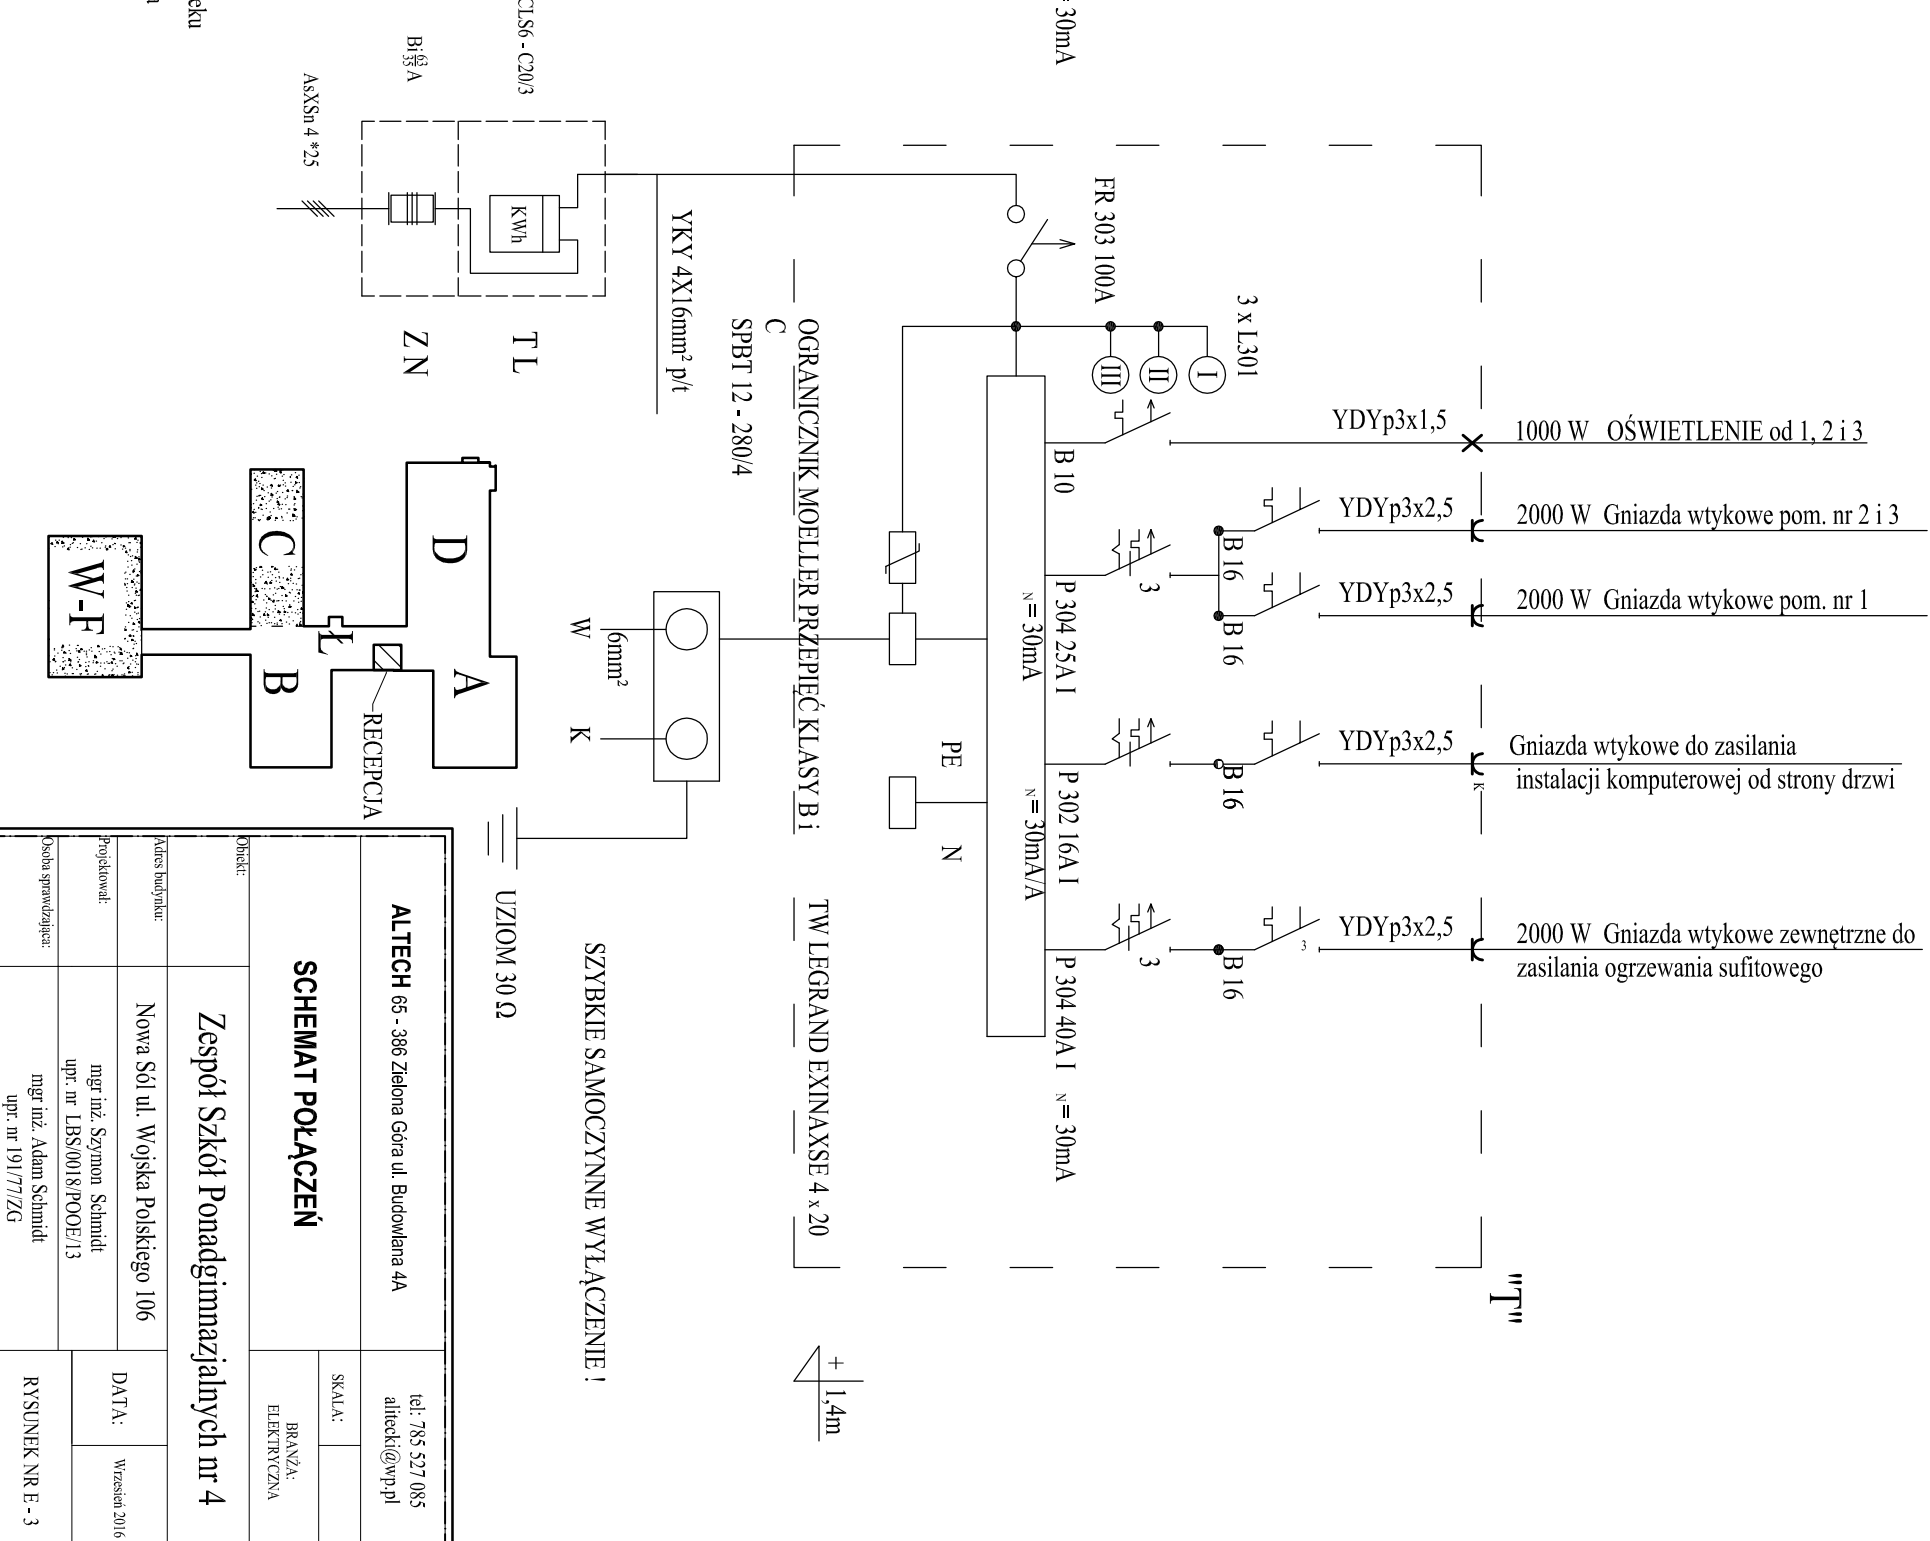 1000 W OŚWIETLENIE od 1, 2 i 3
YDYp3x1,5
2000 W Gniazda wtykowe pom. nr 2 i 3
YDYp3x2,5
2000 W Gniazda wtykowe pom. nr 1
YDYp3x2,5
Gniazda wtykowe do zasilania
instalacji komputerowej od strony drzwi
YDYp3x2,5
K
2000 W Gniazda wtykowe zewnętrzne do
zasilania ogrzewania sufitowego
YDYp3x2,5
"T"
3 x L301
I
II
III
B 16
B 16
B 16
B 16
3
3
3
FR 303 100A
= 30mA
B 10
P 304 25A I
N = 30mA
P 302 16A I
N = 30mA/A
P 304 40A I N = 30mA
PE
N
OGRANICZNIK MOELLER PRZEPIĘĆ KLASY B i
C
SPBT 12 - 280/4
TW LEGRAND EXINAXSE 4 x 20
+
1,4m
YKY 4X16mm² p/t
6mm²
W
K
SZYBKIE SAMOCZYNNE WYŁĄCZENIE !
UZIOM 30 Ω
CLS6 - C20/3
KWh
T L
Bi 63/35 A
Z N
AsXSn 4 *25
eku
D
A
RECEPCJA
Ł
C
B
W-F
ALTECH 65 - 386 Zielona Góra ul. Budowlana 4A
tel: 785 527 085
alitecki@wp.pl
SCHEMAT POŁĄCZEŃ
SKALA:
BRANŻA:
ELEKTRYCZNA
Obiekt:
Zespół Szkół Ponadgimnazjalnych nr 4
Adres budynku:
Nowa Sól ul. Wojska Polskiego 106
DATA:
Wrzesień 2016
Projektował:
mgr inż. Szymon Schmidt
upr. nr LBS/0018/POOE/13
Osoba sprawdzająca:
mgr inż. Adam Schmidt
upr. nr 191/77/ZG
RYSUNEK NR E - 3